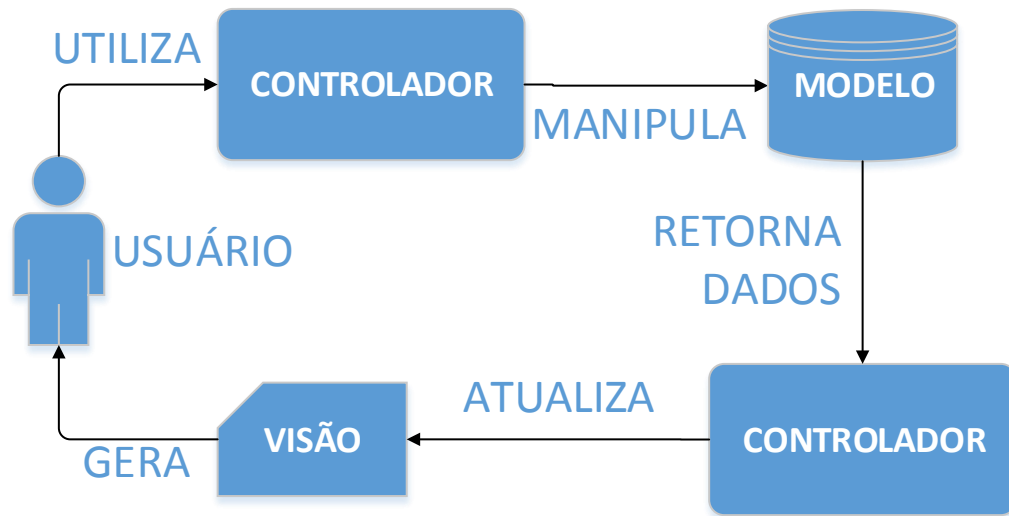 UTILIZA
CONTROLADOR
MANIPULA
MODELO
USUÁRIO
RETORNA
DADOS
ATUALIZA
CONTROLADOR
VISÃO
GERA